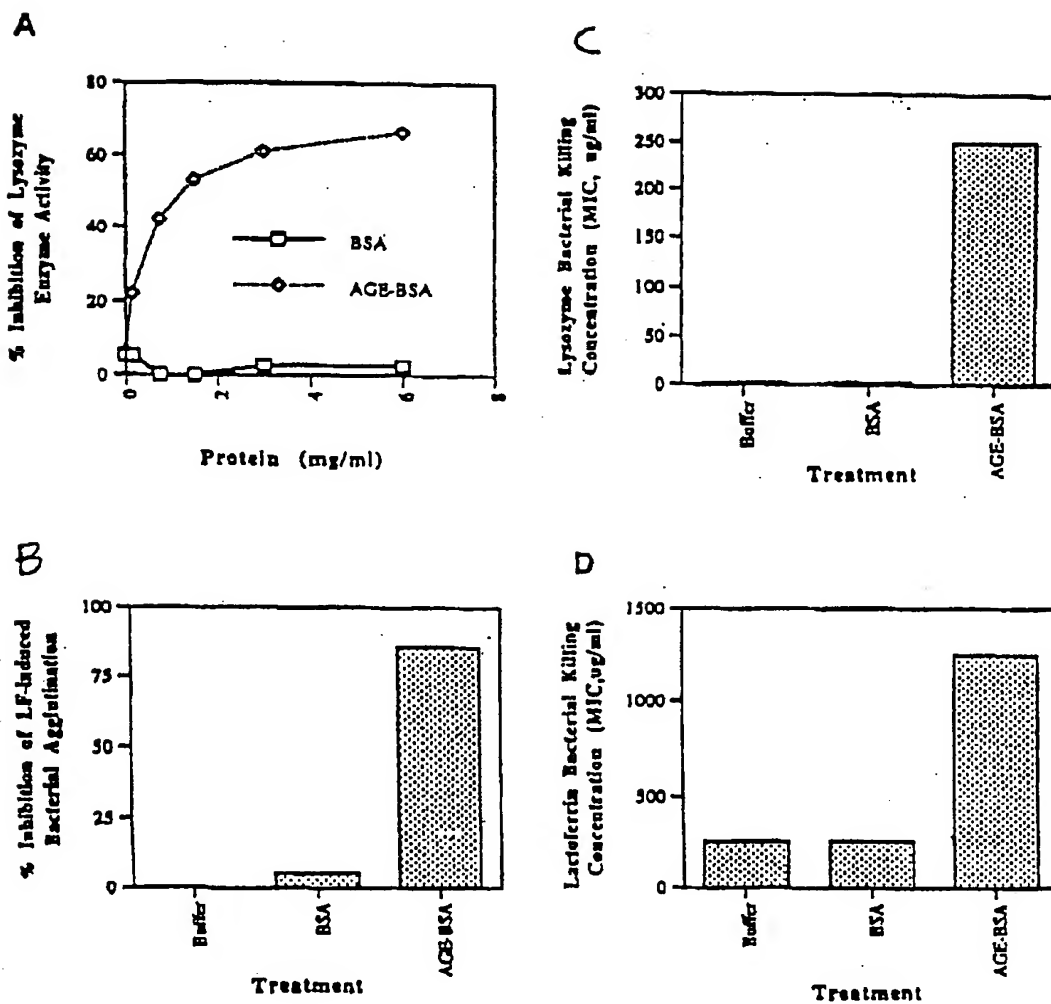 A
% Inhibition of Lysozyme
Enzyme Activity
80
60
40
20
0
BSA
AGE-BSA
0
2
4
6
8
Protein (mg/ml)
C
Lysozyme Bacterial Killing
Concentration (MIC, ug/ml)
300
250
200
150
100
50
0
Buffer
BSA
AGE-BSA
Treatment
B
% Inhibition of LF-Induced
Bacterial Agglutination
100
75
50
25
0
Buffer
BSA
AGE-BSA
Treatment
D
Lactoferrin Bacterial Killing
Concentration (MIC,ug/ml)
1500
1000
500
0
Buffer
BSA
AGE-BSA
Treatment